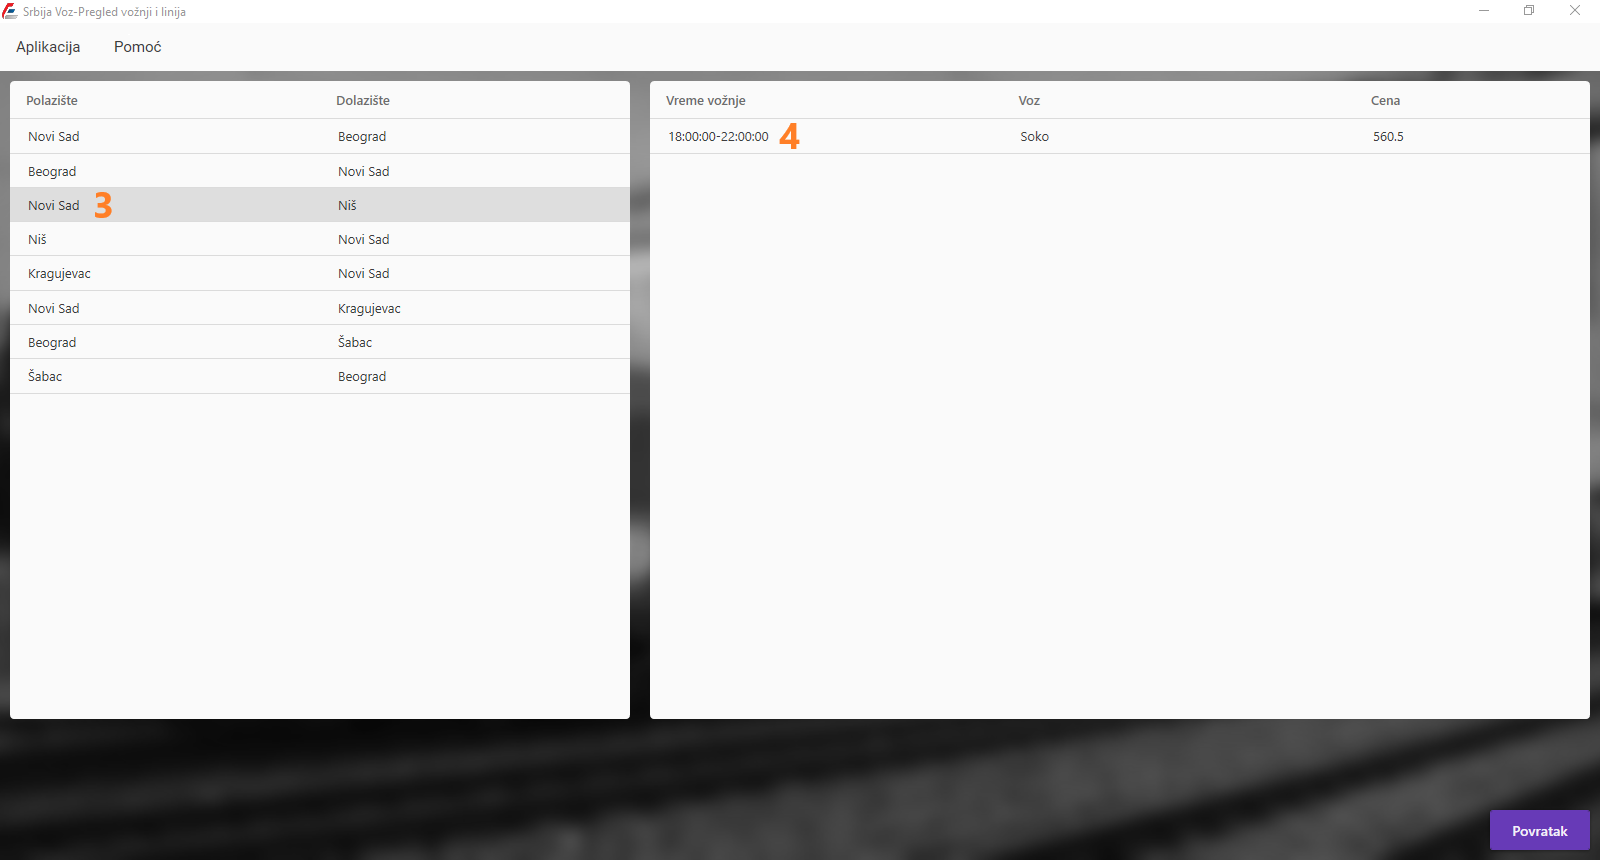 Srbija Voz-Pregled vožnji i linija
Aplikacija Pomoć
Polazište Dolazište
Novi Sad Beograd
Beograd Novi Sad
Novi Sad 3 Niš
Niš Novi Sad
Kragujevac Novi Sad
Novi Sad Kragujevac
Beograd Šabac
Šabac Beograd
Vreme vožnje Voz Cena
18:00:00-22:00:00 4 Soko 560.5
Povratak